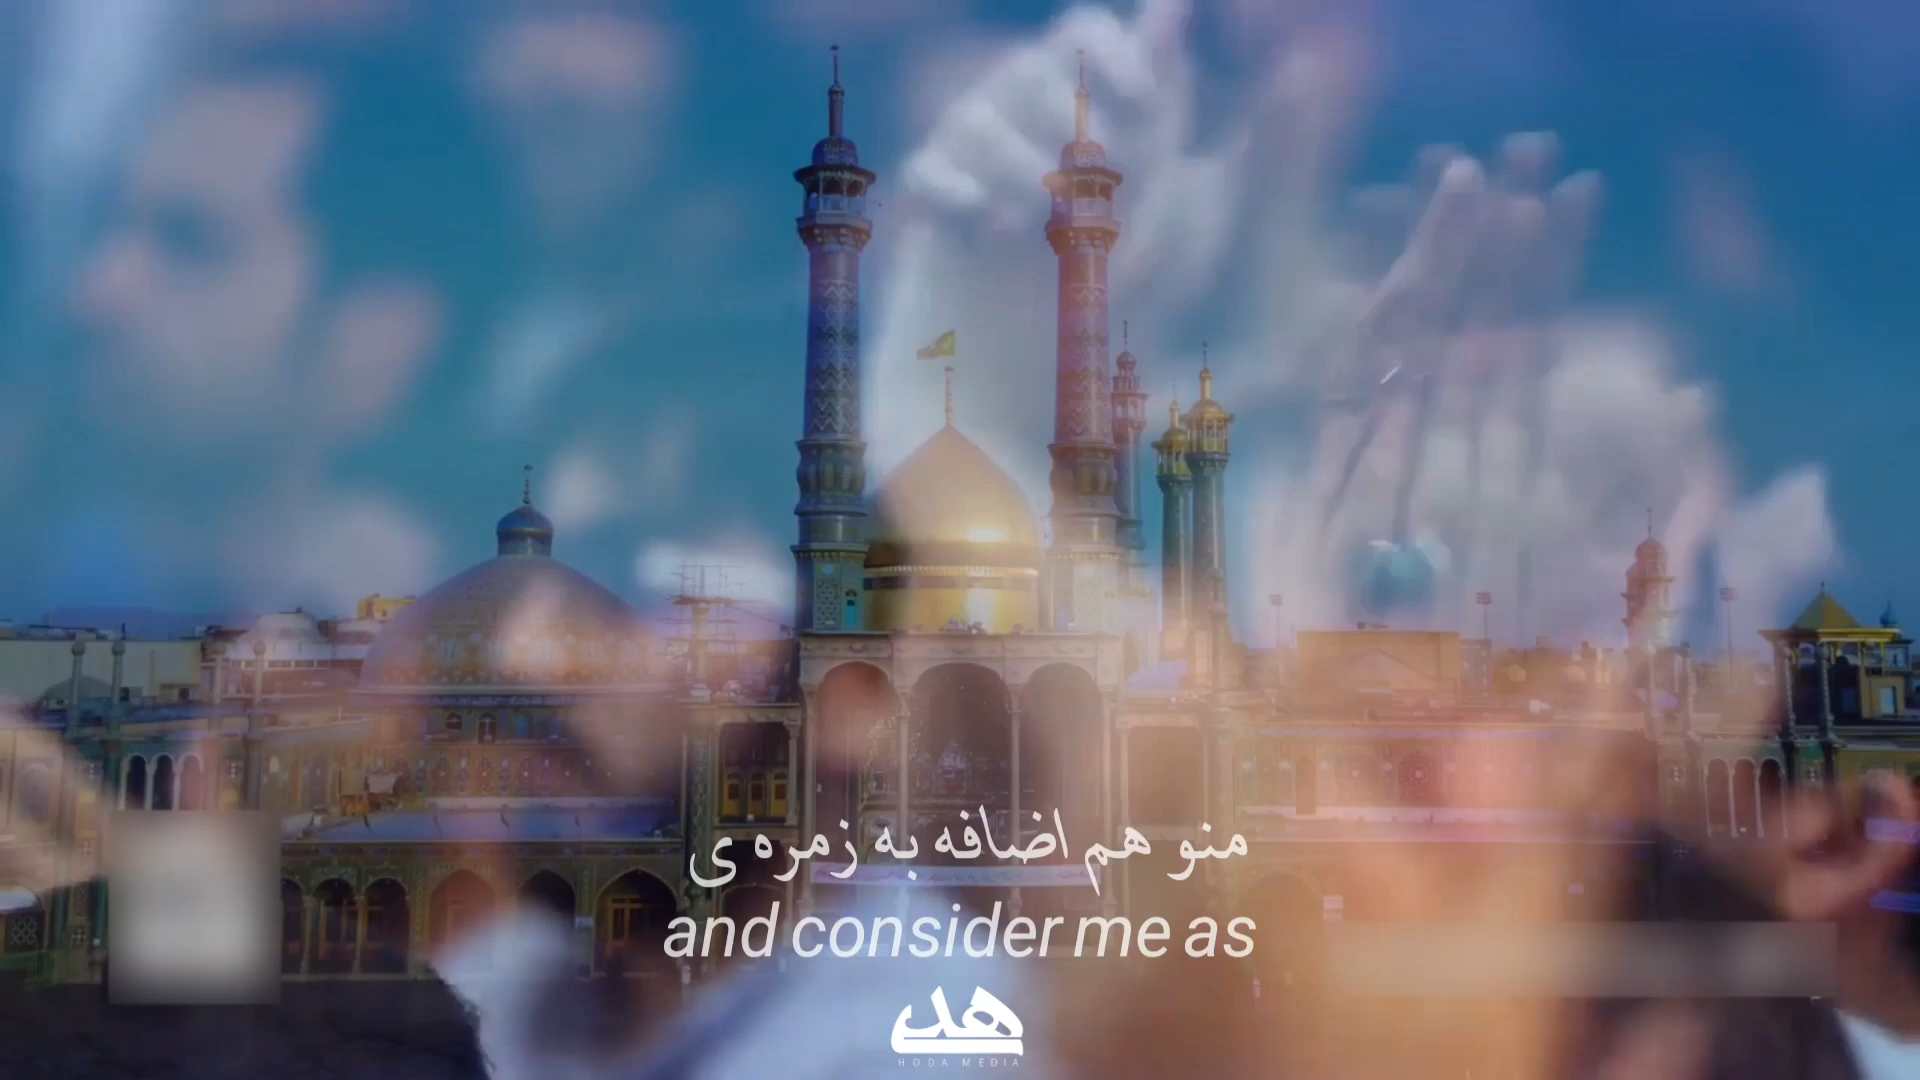 منو هم اضافه به زمره ی
and consider me as
هدی
HODA MEDIA